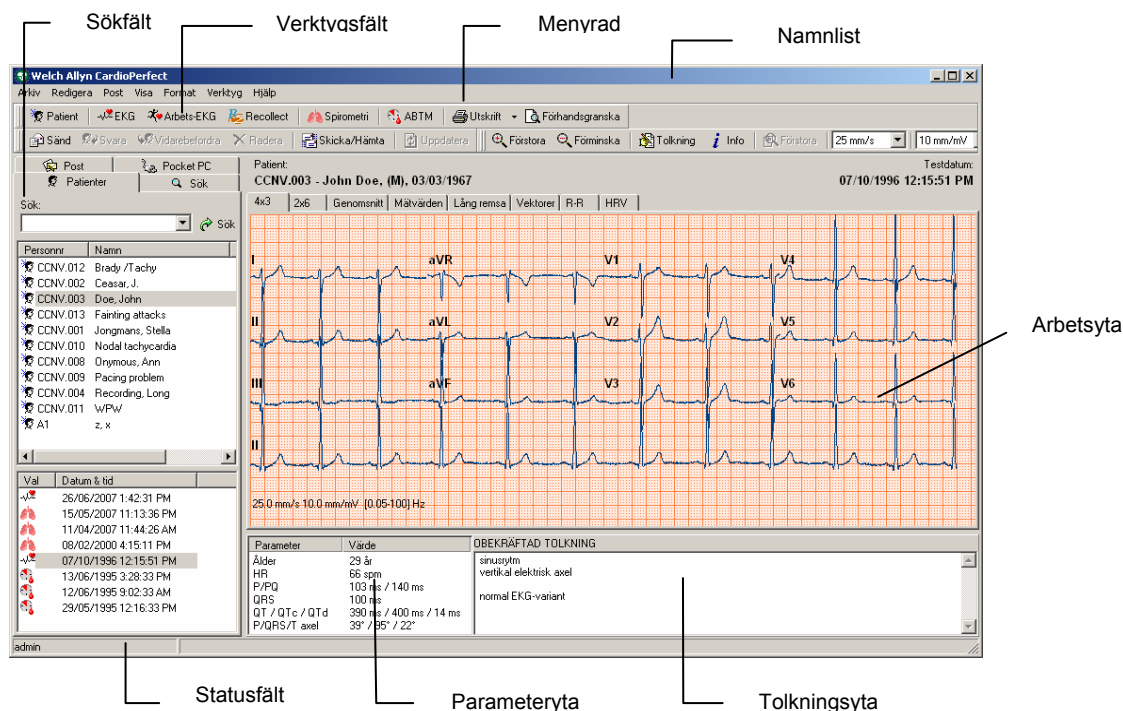 Sökfält
Verktygsfält
Menyrad
Namnlist
Welch Allyn CardioPerfect
Arkiv Redigera Post Visa Format Verktyg Hjälp
Patient EKG Arbets-EKG Recollect Spirometri ABTM Utskrift Förhandsgranska
Sänd Svara Vidarebefordra Radera Skicka/Hämta Uppdatera Förstora Förminska Tolkning Info Förstora 25 mm/s 10 mm/mV
Post Pocket PC
Patienter Sök
Sök:
Sök
Personnr Namn
CCNV.012 Brady /Tachy
CCNV.002 Ceasar, J.
CCNV.003 Doe, John
CCNV.013 Fainting attacks
CCNV.001 Jongmans, Stella
CCNV.010 Nodal tachycardia
CCNV.008 Onymous, Ann
CCNV.009 Pacing problem
CCNV.004 Recording, Long
CCNV.011 WPW
A1 z, x
Val Datum & tid
26/06/2007 1:42:31 PM
15/05/2007 11:13:36 PM
11/04/2007 11:44:26 AM
08/02/2000 4:15:11 PM
07/10/1996 12:15:51 PM
13/06/1995 3:28:33 PM
12/06/1995 9:02:33 AM
29/05/1995 12:16:33 PM
Patient: Testdatum:
CCNV.003 - John Doe, (M), 03/03/1967 07/10/1996 12:15:51 PM
4x3 2x6 Genomsnitt Mätvärden Lång remsa Vektorer R-R HRV
I aVR V1 V4
II aVL V2 V5
III aVF V3 V6
II
25.0 mm/s 10.0 mm/mV [0.05-100] Hz
Arbetsyta
Parameter Värde
Ålder 29 år
HR 66 spm
P/PQ 103 ms / 140 ms
QRS 100 ms
QT / QTc / QTd 390 ms / 400 ms / 14 ms
P/QRS/T axel 39° / 95° / 22°
OBEKRÄFTAD TOLKNING
sinusrytm
vertikal elektrisk axel
normal EKG-variant
admin
Statusfält
Parameteryta
Tolkningsyta